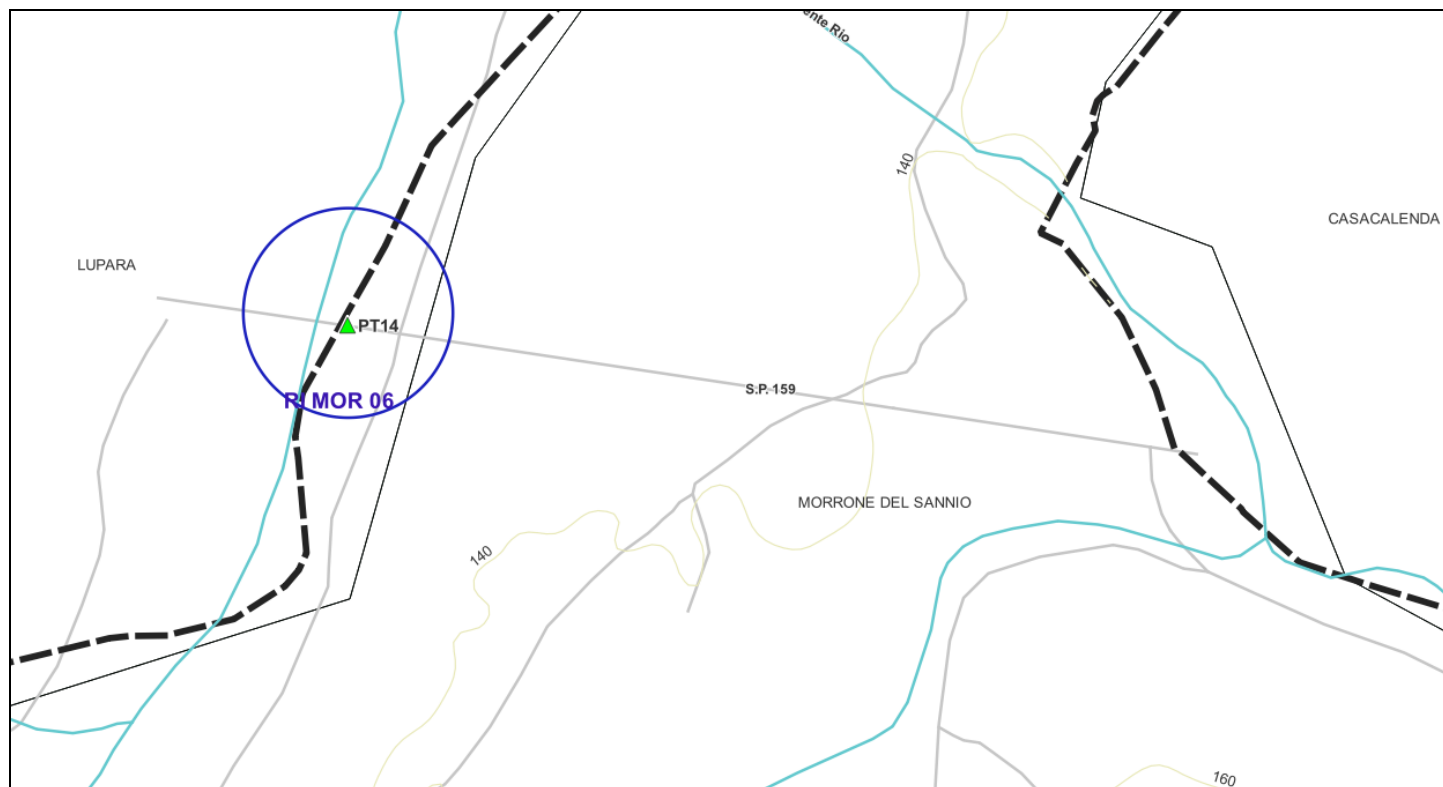 ente Rio
140
CASACALENDA
LUPARA
PT14
S.P. 159
R MOR 06
MORRONE DEL SANNIO
140
160